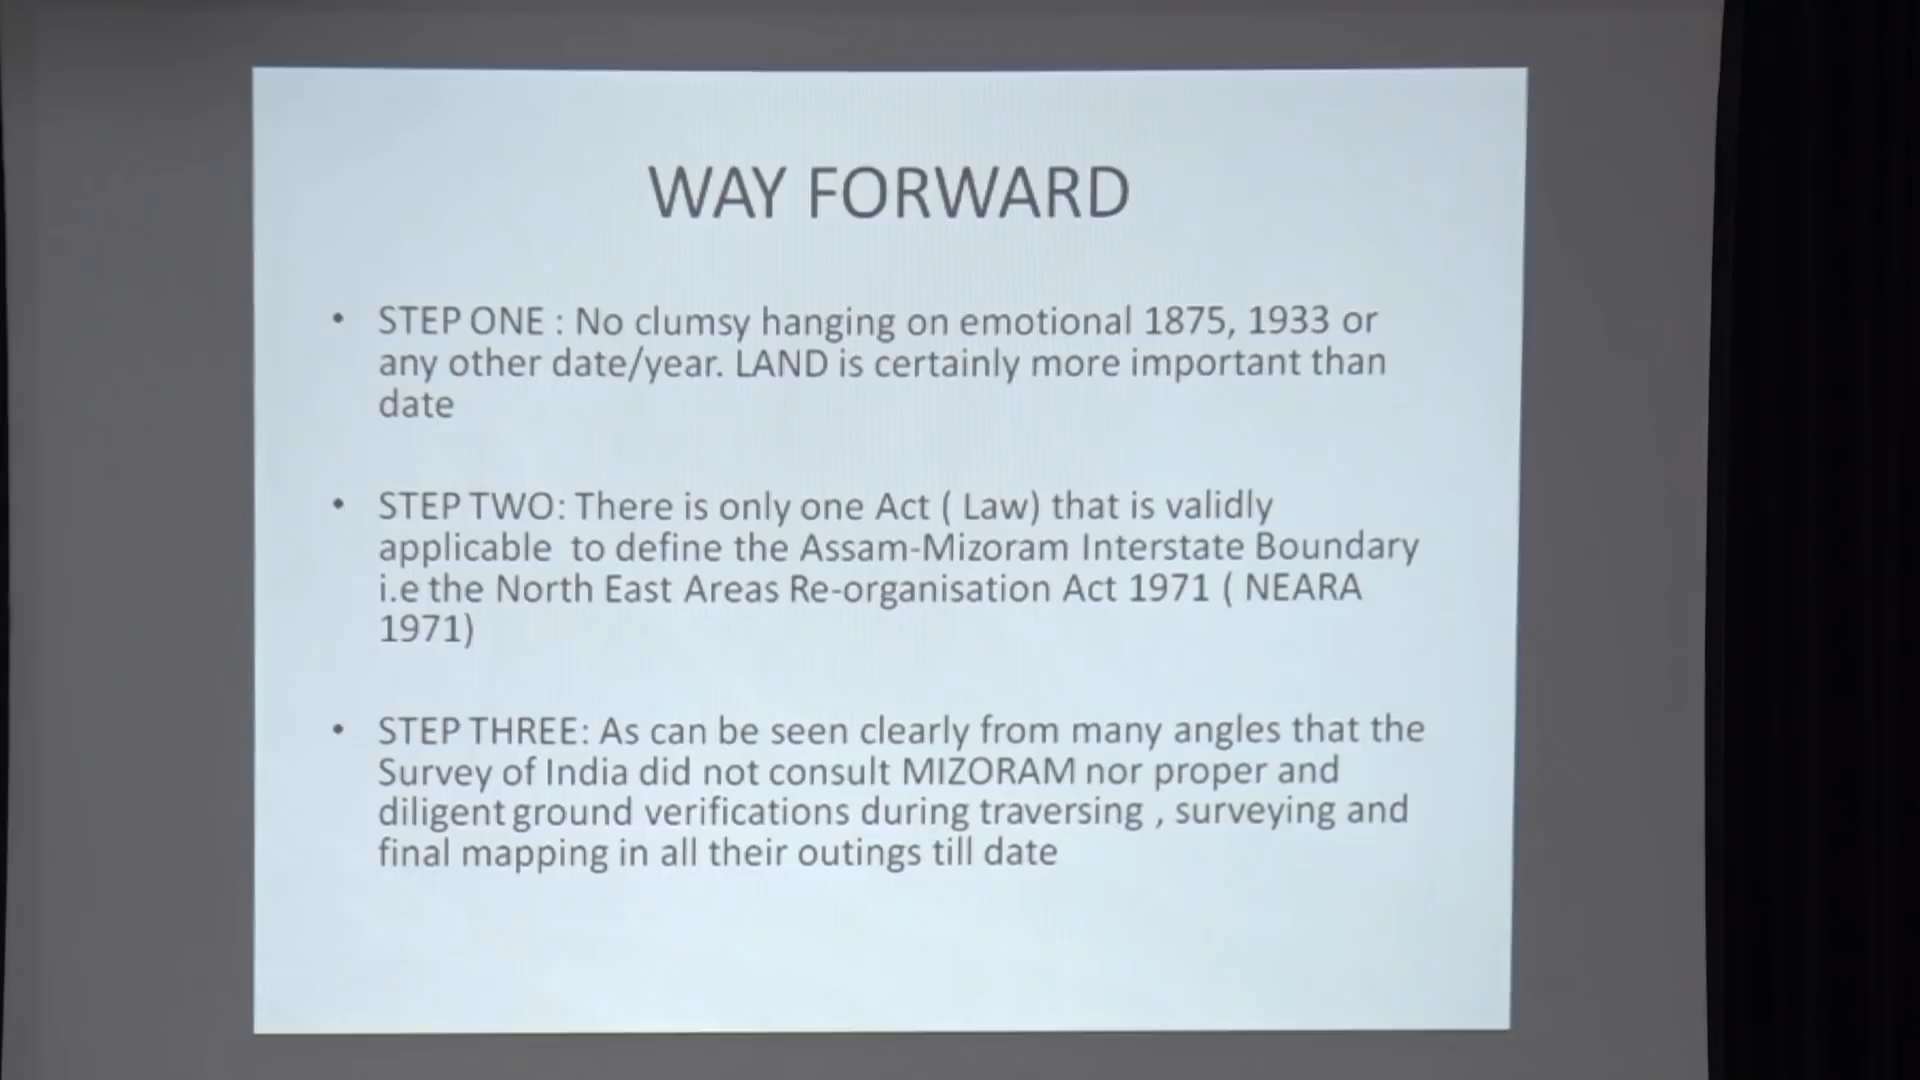 WAY FORWARD
• STEP ONE : No clumsy hanging on emotional 1875, 1933 or
any other date/year. LAND is certainly more important than
date
• STEP TWO: There is only one Act ( Law) that is validly
applicable to define the Assam-Mizoram Interstate Boundary
i.e the North East Areas Re-organisation Act 1971 ( NEARA
1971)
• STEP THREE: As can be seen clearly from many angles that the
Survey of India did not consult MIZORAM nor proper and
diligent ground verifications during traversing , surveying and
final mapping in all their outings till date